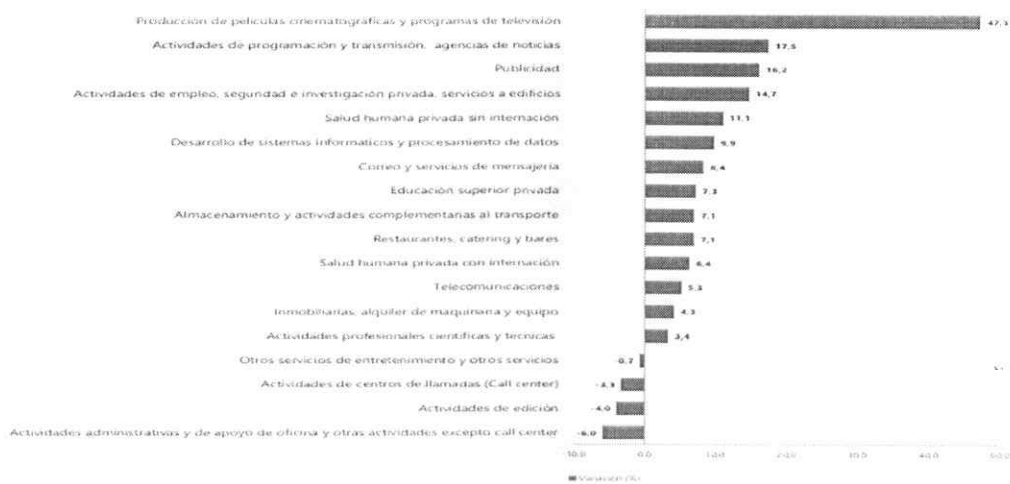 Producción de películas cinematográficas y programas de televisión 47,3
Actividades de programación y transmisión, agencias de noticias 17,5
Publicidad 16,2
Actividades de empleo, seguridad e investigación privada, servicios a edificios 14,7
Salud humana privada sin internación 11,1
Desarrollo de sistemas informaticos y procesamiento de datos 9,9
Correo y servicios de mensajería 8,4
Educación superior privada 7,3
Almacenamiento y actividades complementarias al transporte 7,1
Restaurantes, catering y bares 7,1
Salud humana privada con internación 6,4
Telecomunicaciones 5,3
Inmobiliarias, alquiler de maquinaria y equipo 4,3
Actividades profesionales científicas y tecnicas 3,4
Otros servicios de entretenimiento y otros servicios -0,7
Actividades de centros de llamadas (Call center) -3,3
Actividades de edición -4,0
Actividades administrativas y de apoyo de oficina y otras actividades excepto call center -6,0
-10,0 0,0 10,0 20,0 30,0 40,0 50,0
Variación (%)